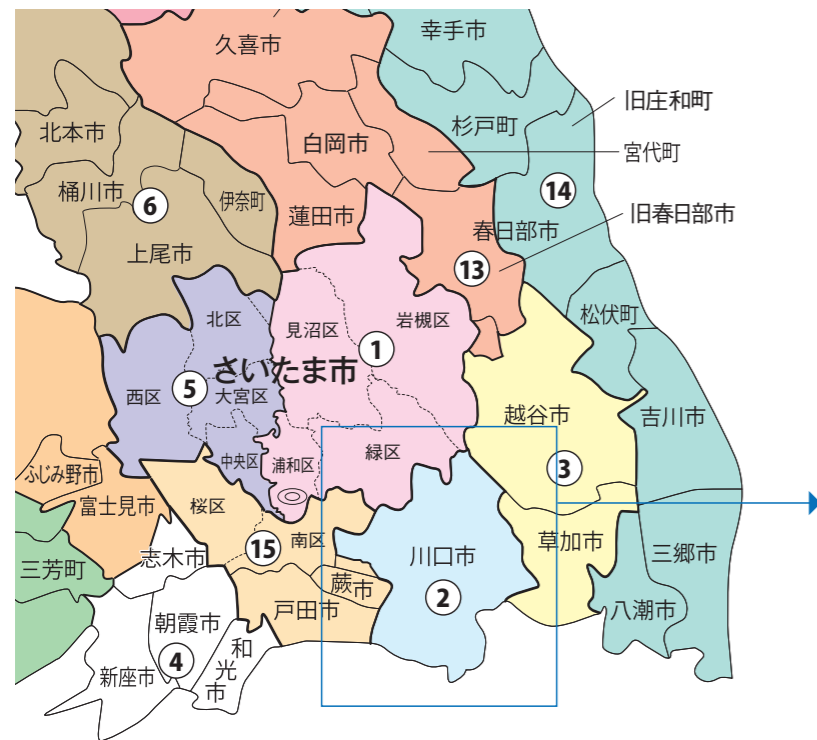 久喜市
幸手市
旧庄和町
北本市
白岡市
杉戸町
宮代町
桶川市
6
伊奈町
14
蓮田市
旧春日部市
春日部市
上尾市
13
北区
見沼区
岩槻区
松伏町
1
さいたま市
西区
5
大宮区
越谷市
吉川市
中央区
浦和区
緑区
3
ふじみ野市
富士見市
桜区
15
南区
川口市
草加市
三郷市
志木市
三芳町
蕨市
2
戸田市
八潮市
朝霞市
4
和光市
新座市